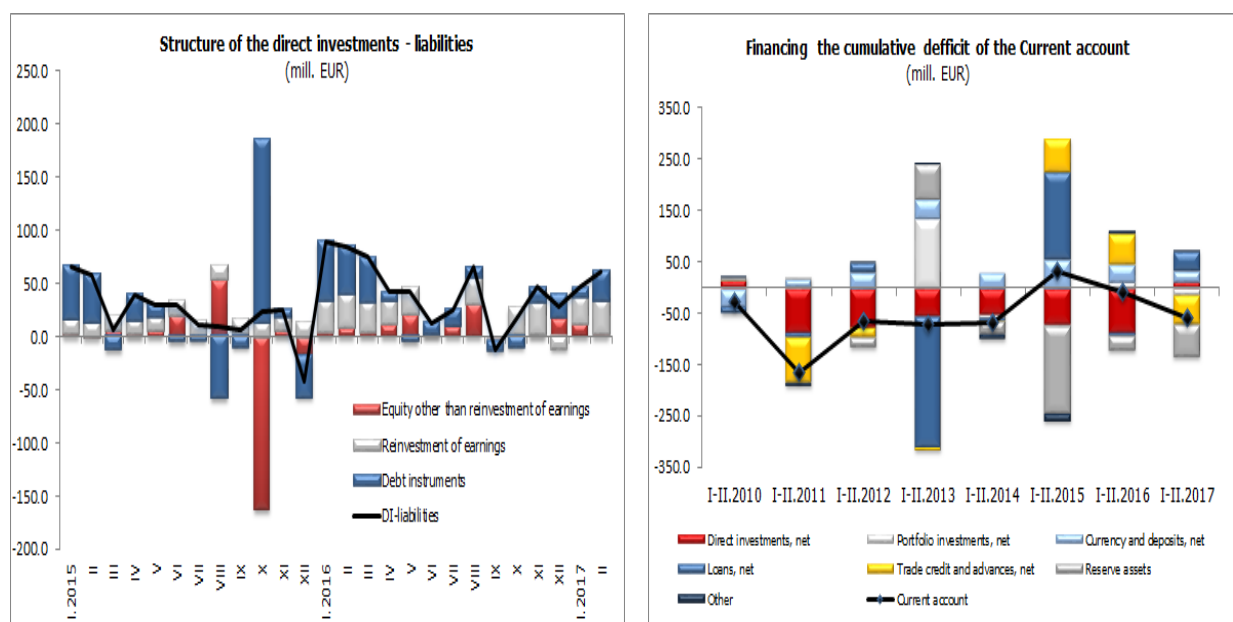 Structure of the direct investments - liabilities
(mill. EUR)
250.0
200.0
150.0
100.0
50.0
0.0
-50.0
-100.0
-150.0
-200.0
Equity other than reinvestment of earnings
Reinvestment of earnings
Debt instruments
DI-liabilities
I. 2015
II
III
IV
V
VI
VII
VIII
IX
X
XI
XII
I. 2016
II
III
IV
V
VI
VII
VIII
IX
X
XI
XII
I. 2017
II
Financing the cumulative defficit of the Current account
(mill. EUR)
350.0
250.0
150.0
50.0
-50.0
-150.0
-250.0
-350.0
I-II.2010 I-II.2011 I-II.2012 I-II.2013 I-II.2014 I-II.2015 I-II.2016 I-II.2017
Direct investments, net Portfolio investments, net Currency and deposits, net
Loans, net Trade credit and advances, net Reserve assets
Other Current account